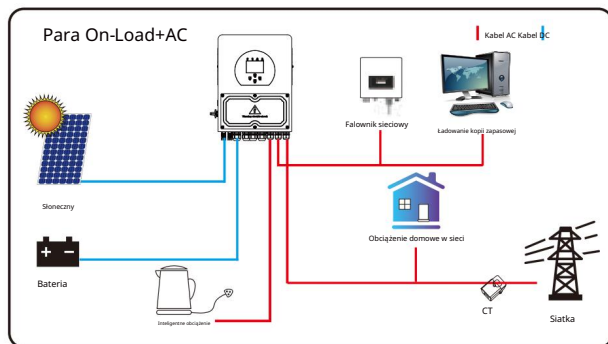 Para On-Load+AC
Kabel AC Kabel DC
Falownik sieciowy
Ładowanie kopii zapasowej
Słoneczny
Obciążenie domowe w sieci
Bateria
CT
Siatka
Inteligentne obciążenie